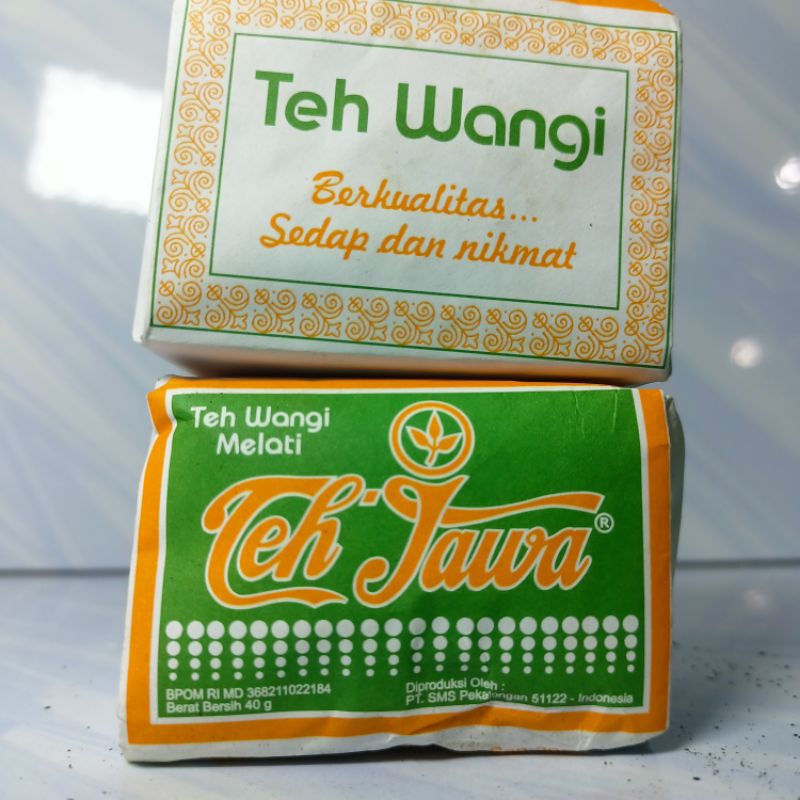 Teh Wangi
Berkualitas...
Sedap dan nikmat
Teh Wangi
Melati
Teh Jawa ®
BPOM RI MD 368211022184
Berat Bersih 40 g
Diproduksi Oleh :
PT. SMS Pekalongan 51122 - Indonesia